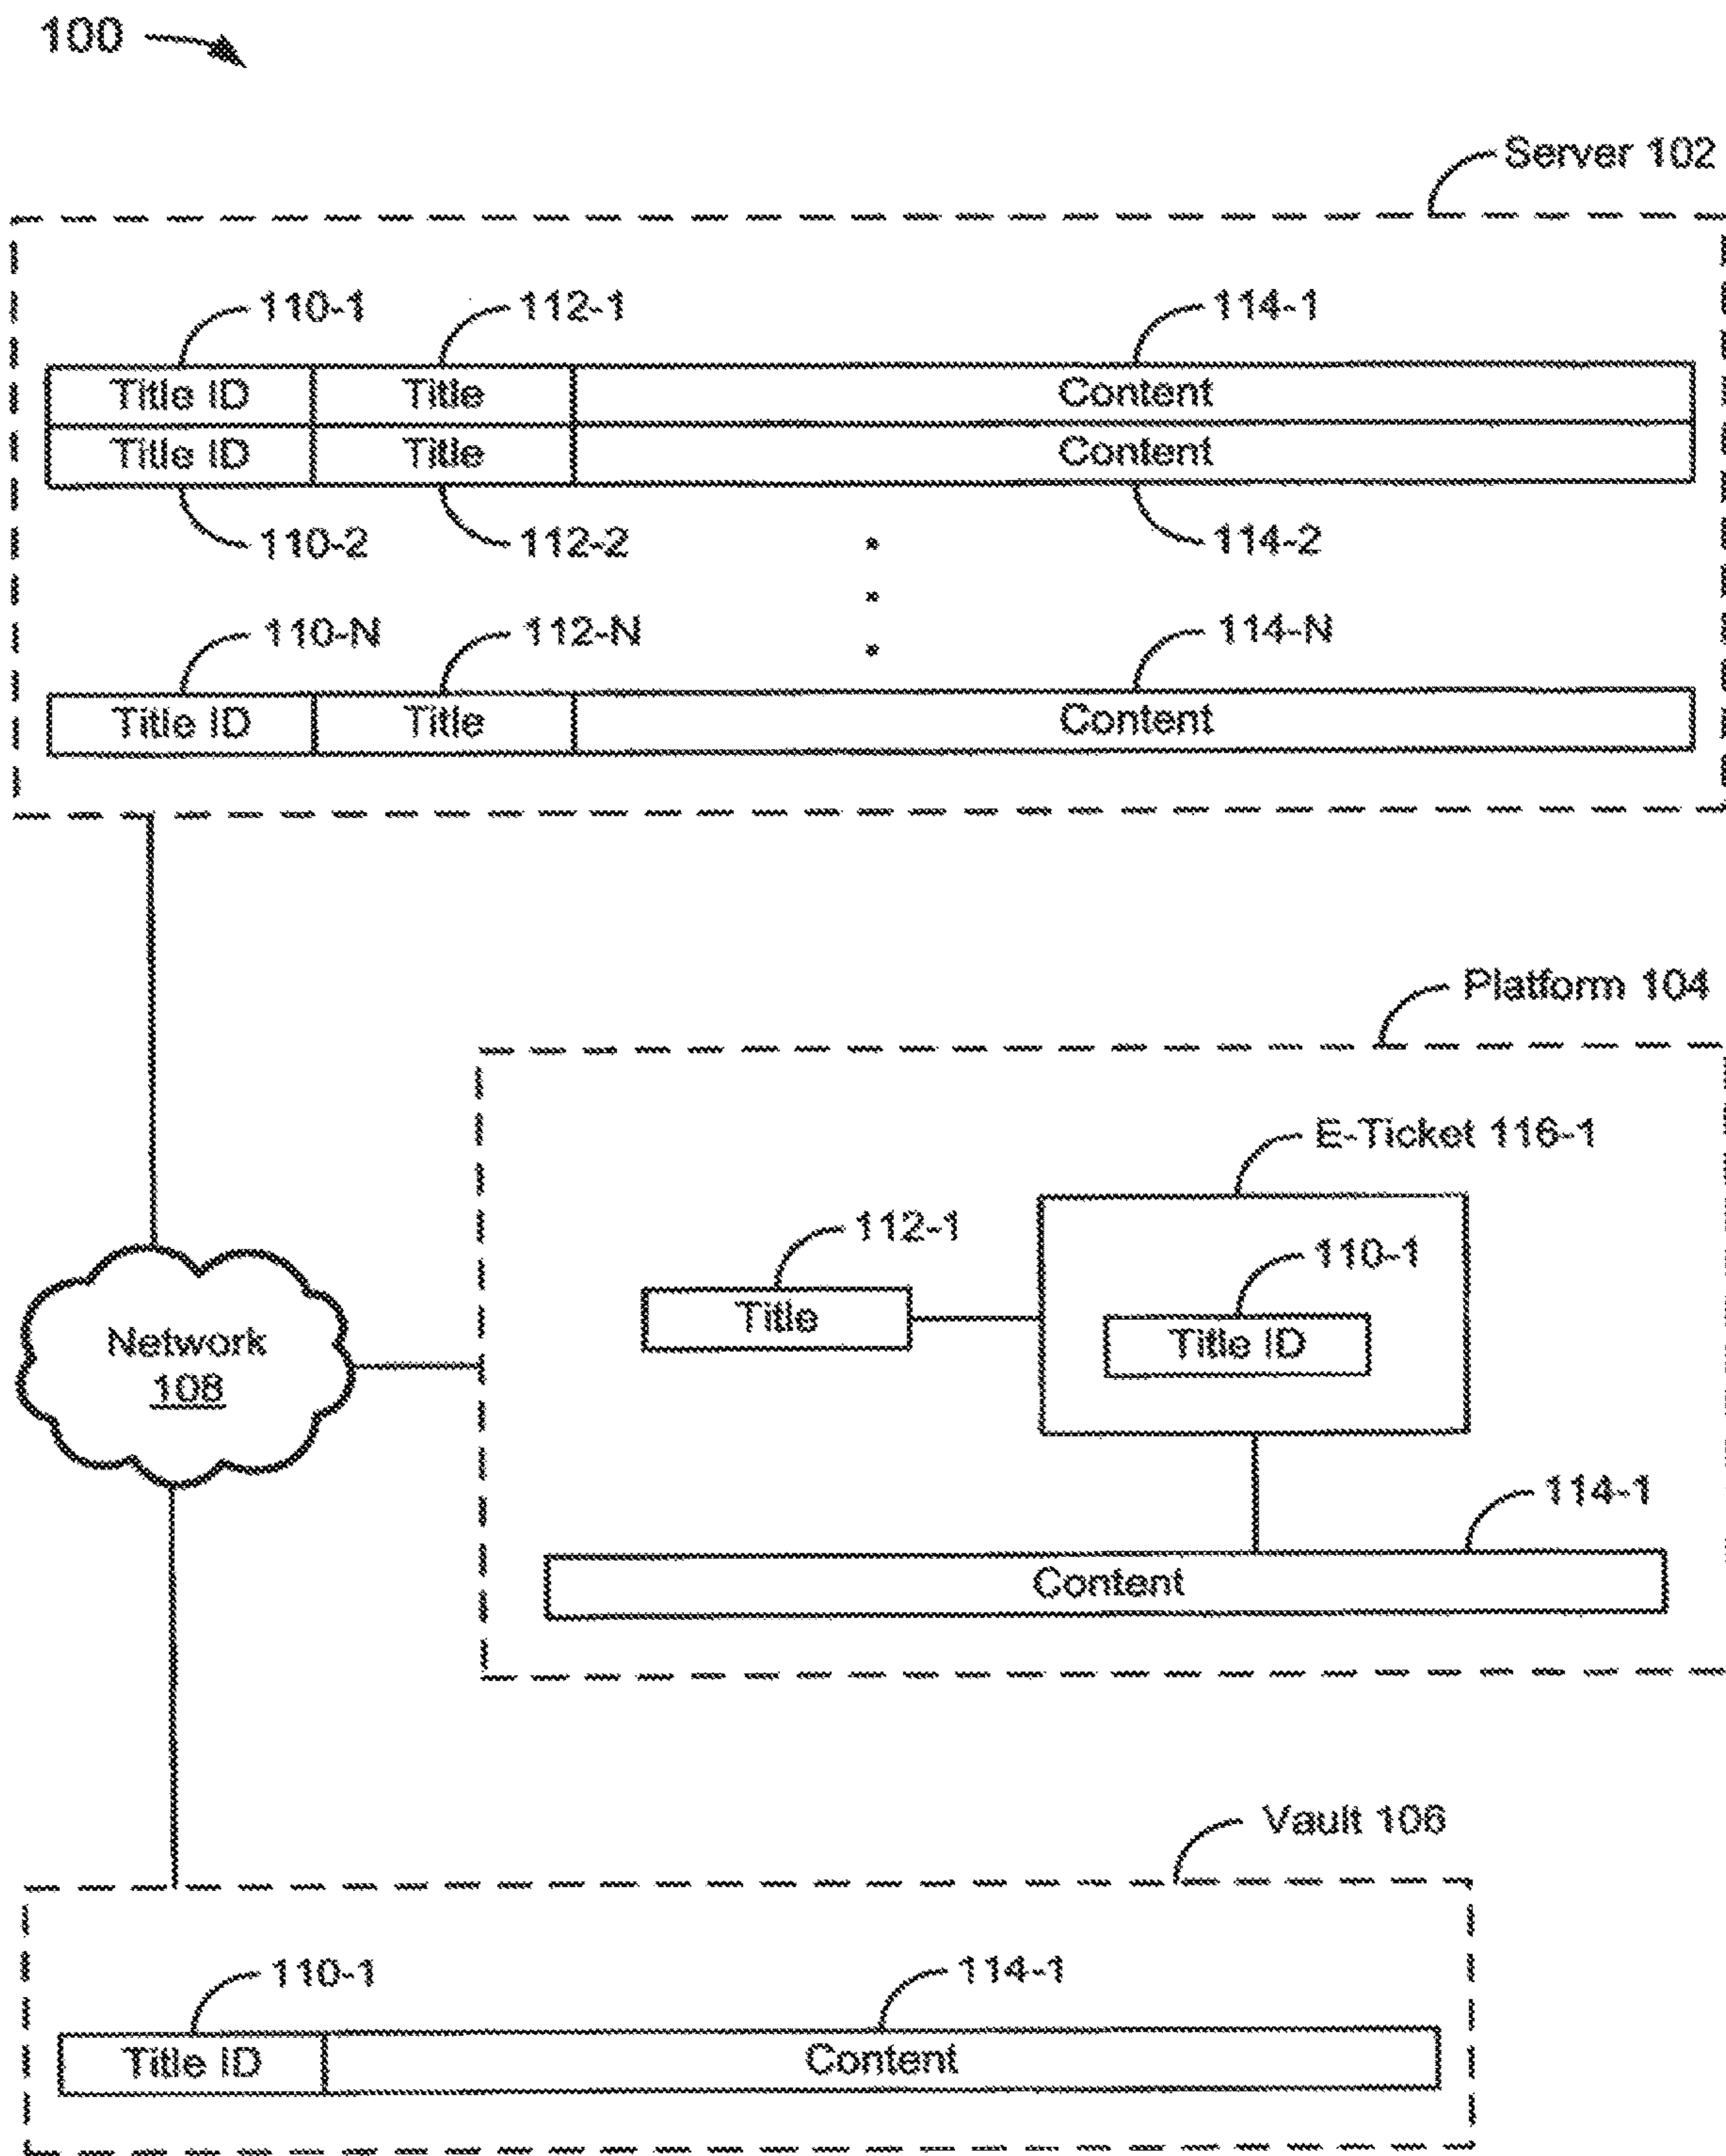 100
Server 102
110-1 112-1 114-1
Title ID Title Content
Title ID Title Content
110-2 112-2 114-2
110-N 112-N 114-N
Title ID Title Content
Platform 104
E-Ticket 116-1
112-1
110-1
Title
Title ID
Network
108
114-1
Content
Vault 106
110-1 114-1
Title ID Content